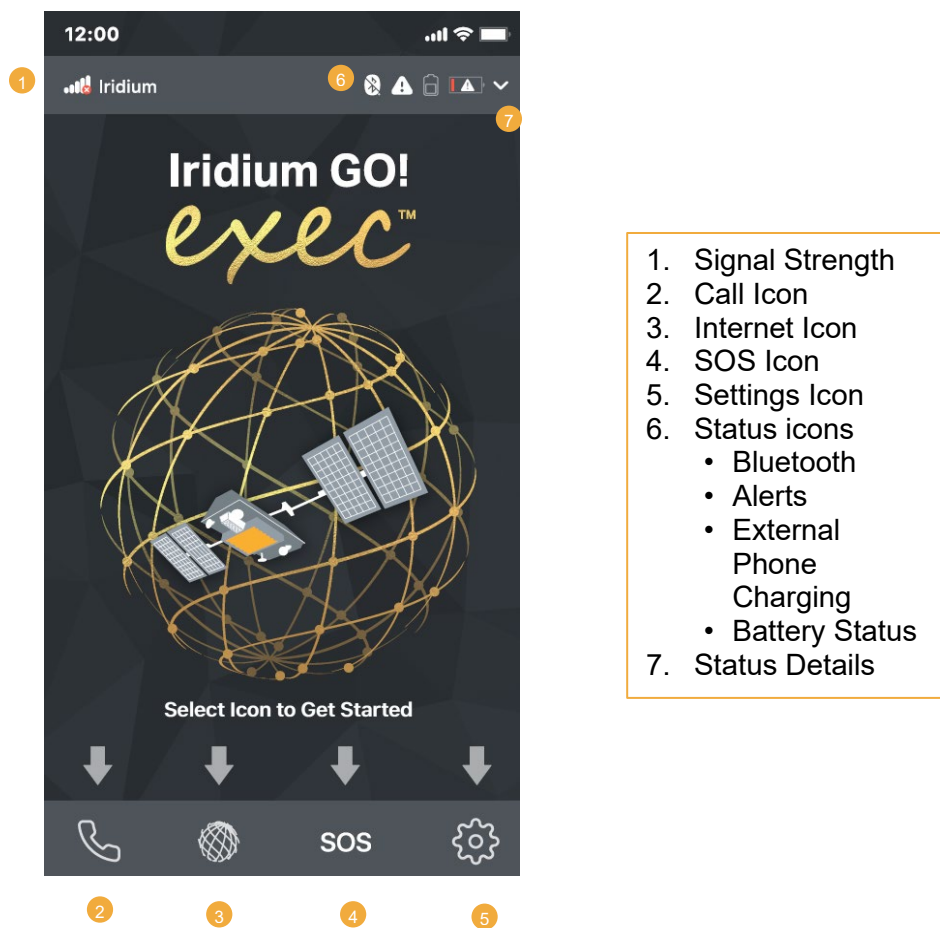 12:00
1
Iridium
6
7
Iridium GO!
exec™
Select Icon to Get Started
SOS
2
3
4
5
1. Signal Strength
2. Call Icon
3. Internet Icon
4. SOS Icon
5. Settings Icon
6. Status icons
• Bluetooth
• Alerts
• External
Phone
Charging
• Battery Status
7. Status Details